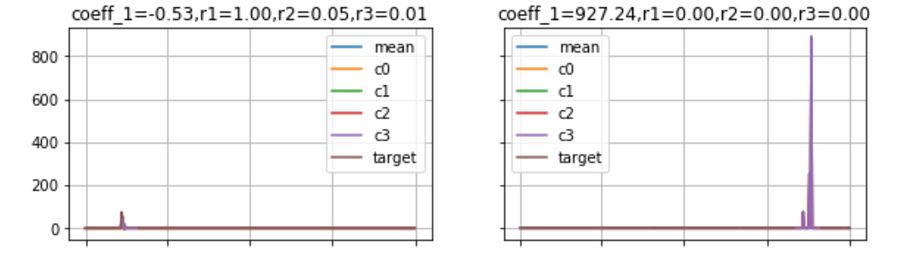 coeff_1=-0.53,r1=1.00,r2=0.05,r3=0.01
800
600
400
200
0
mean
c0
c1
c2
c3
target
coeff_1=927.24,r1=0.00,r2=0.00,r3=0.00
mean
c0
c1
c2
c3
target